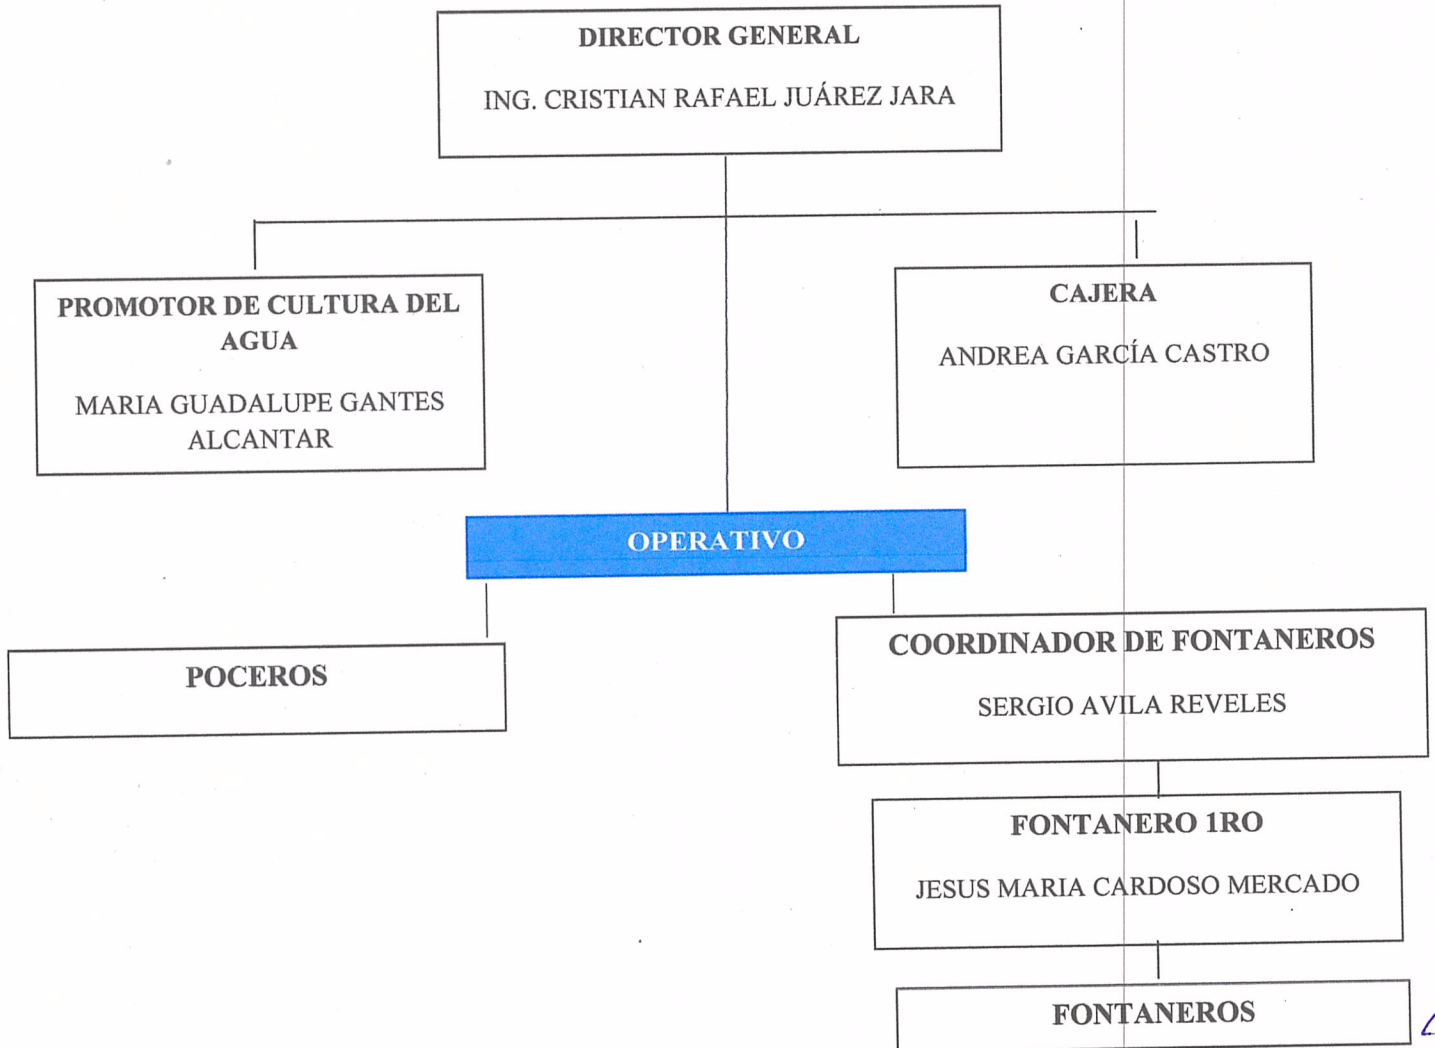 DIRECTOR GENERAL
ING. CRISTIAN RAFAEL JUÁREZ JARA
PROMOTOR DE CULTURA DEL
AGUA
MARIA GUADALUPE GANTES
ALCANTAR
CAJERA
ANDREA GARCÍA CASTRO
OPERATIVO
POCEROS
COORDINADOR DE FONTANEROS
SERGIO AVILA REVELES
FONTANERO 1RO
JESUS MARIA CARDOSO MERCADO
FONTANEROS